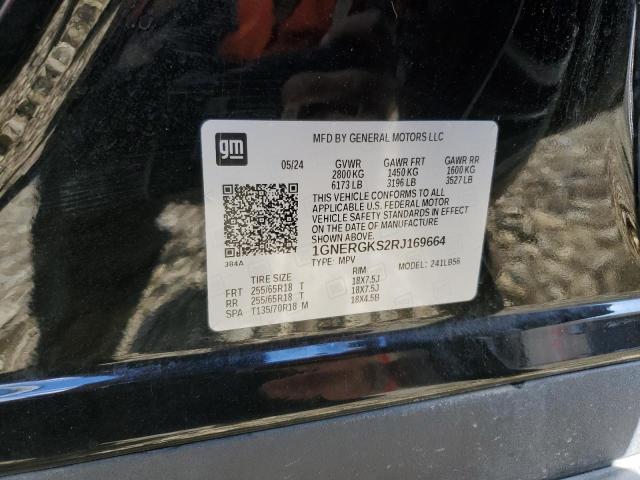 gm
MFD BY GENERAL MOTORS LLC
05/24 GVWR GAWR FRT GAWR RR
2800 KG 1450 KG 1600 KG
6173 LB 3196 LB 3527 LB
THIS VEHICLE CONFORMS TO ALL
APPLICABLE U.S. FEDERAL MOTOR
VEHICLE SAFETY STANDARDS IN EFFECT
ON THE DATE OF MANUFACTURE
SHOWN ABOVE.
1GNERGKS2RJ169664
3B4A TYPE: MPV MODEL: 241LB56
TIRE SIZE RIM
FRT 255/65R18 T 18X7.5J
RR 255/65R18 T 18X7.5J
SPA T135/70R18 M 18X4.5B